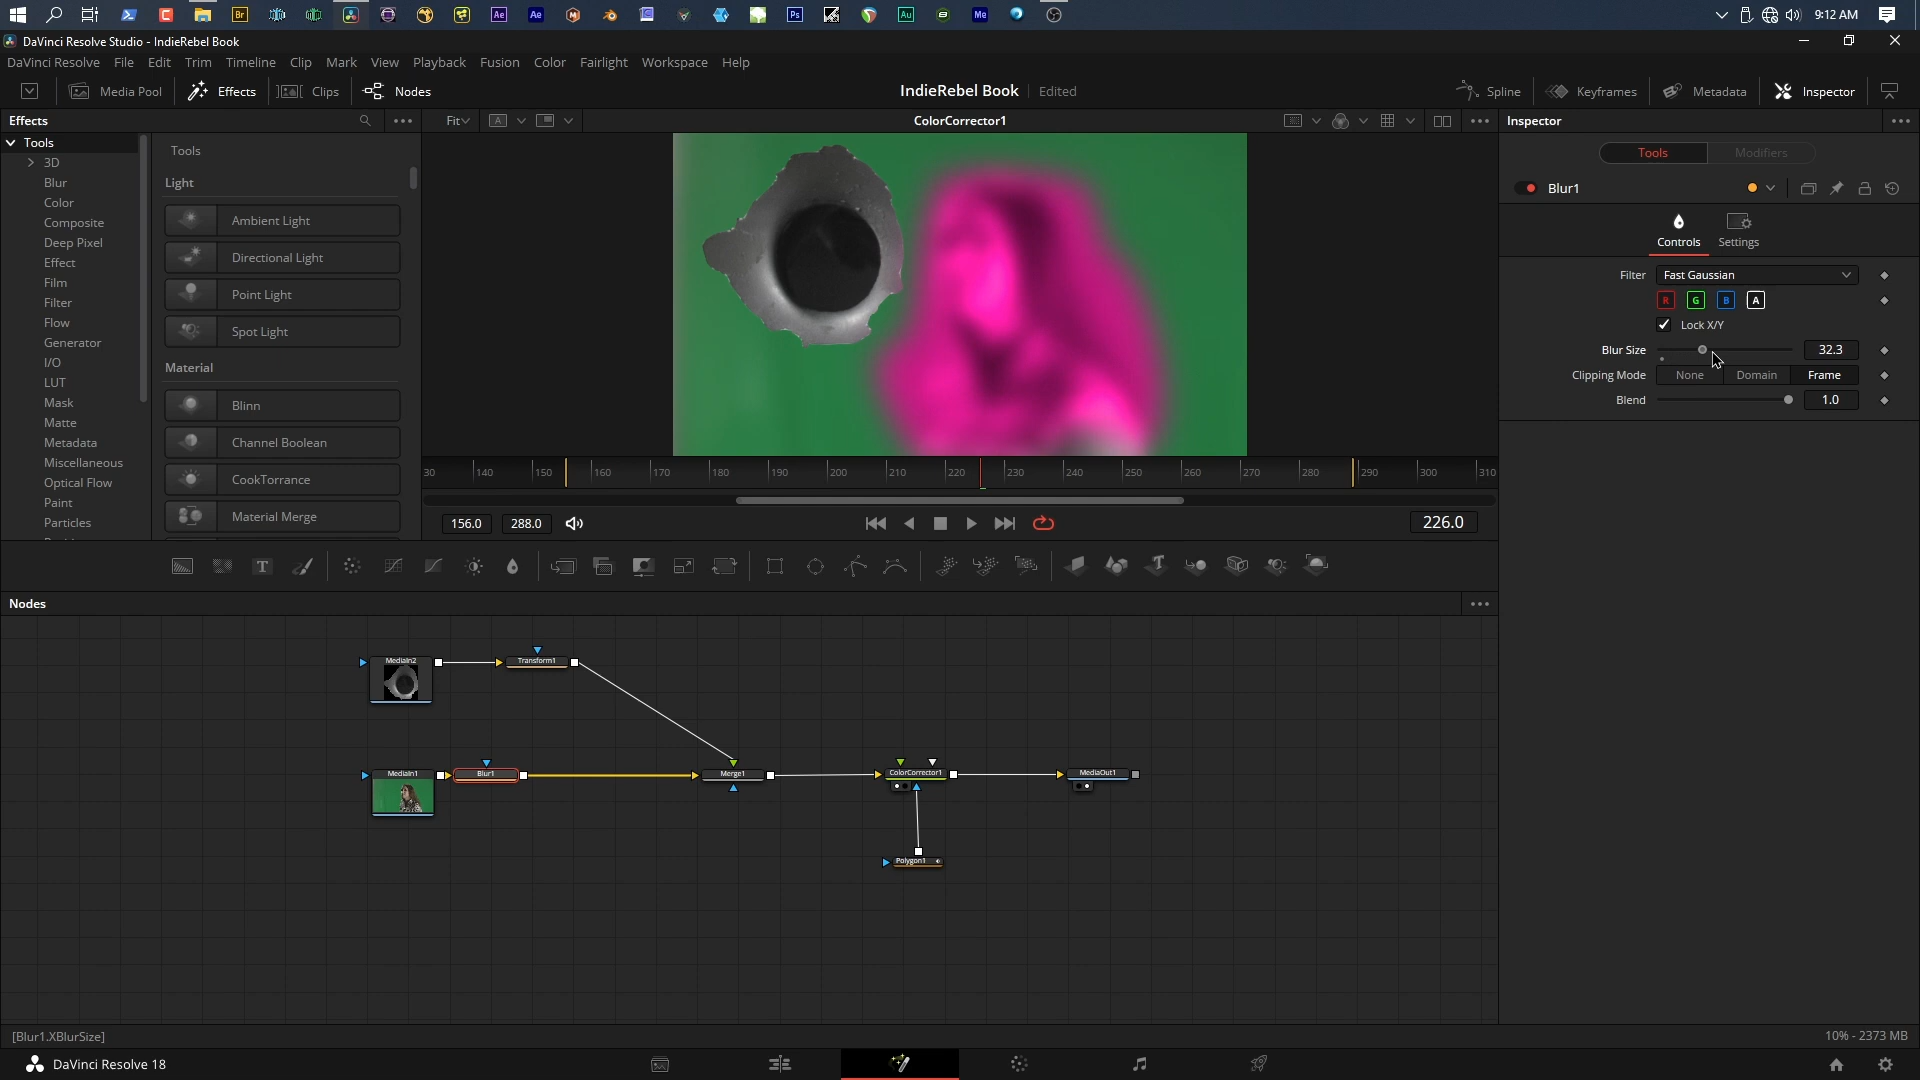 Br
Ae
Ae
Ps
Au
Me
9:12 AM
DaVinci Resolve Studio - IndieRebel Book
DaVinci Resolve File Edit Trim Timeline Clip Mark View Playback Fusion Color Fairlight Workspace Help
Media Pool Effects Clips Nodes IndieRebel Book Edited Spline Keyframes Metadata Inspector
Effects Fit A ColorCorrector1 Inspector
Tools
3D
Blur
Color
Composite
Deep Pixel
Effect
Film
Filter
Flow
Generator
I/O
LUT
Mask
Matte
Metadata
Miscellaneous
Optical Flow
Paint
Particles
Tools
Light
Ambient Light
Directional Light
Point Light
Spot Light
Material
Blinn
Channel Boolean
CookTorrance
Material Merge
Tools Modifiers
Blur1
Controls Settings
Filter Fast Gaussian
R G B A
Lock X/Y
Blur Size 32.3
Clipping Mode None Domain Frame
Blend 1.0
30 140 150 160 170 180 190 200 210 220 230 240 250 260 270 280 290 300 310
156.0 288.0 226.0
T T
Nodes
MediaIn2 Transform1
MediaIn1 Blur1 Merge1 ColorCorrector1 MediaOut1
Polygon1
[Blur1.XBlurSize] 10% - 2373 MB
DaVinci Resolve 18